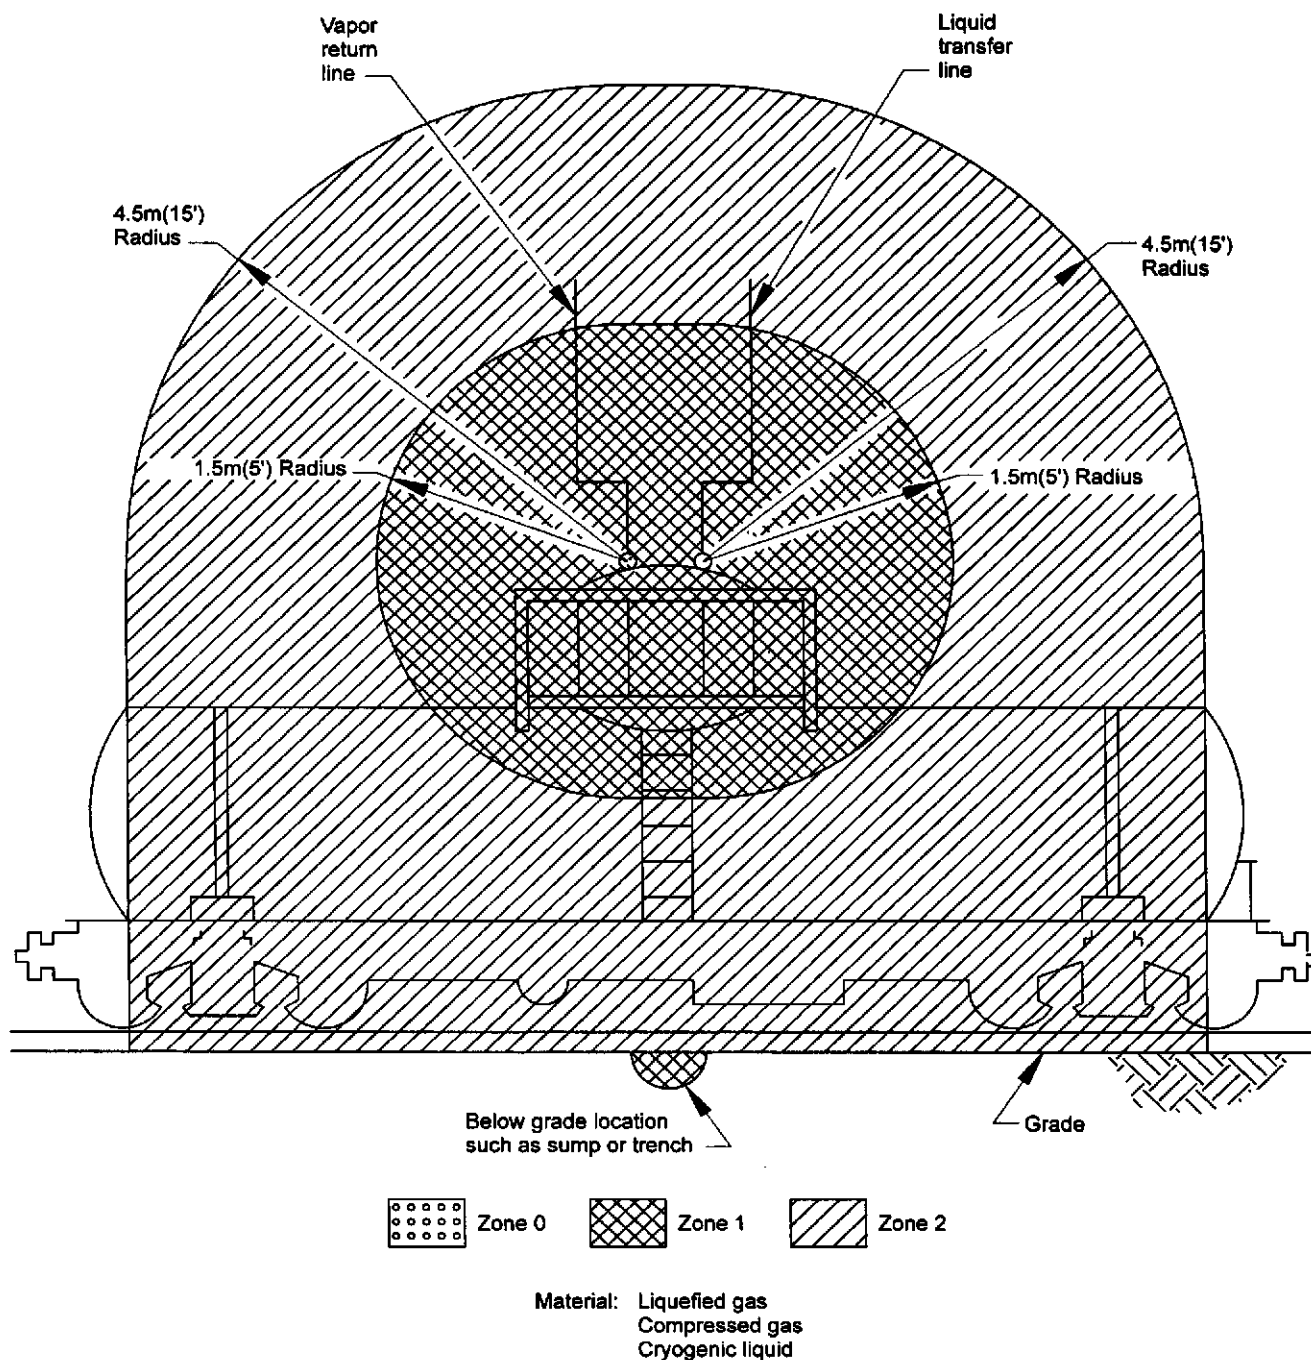 Vapor
return
line
Liquid
transfer
line
4.5m(15')
Radius
4.5m(15')
Radius
1.5m(5') Radius
1.5m(5') Radius
Below grade location
such as sump or trench
Grade
Zone 0
Zone 1
Zone 2
Material: Liquefied gas
Compressed gas
Cryogenic liquid